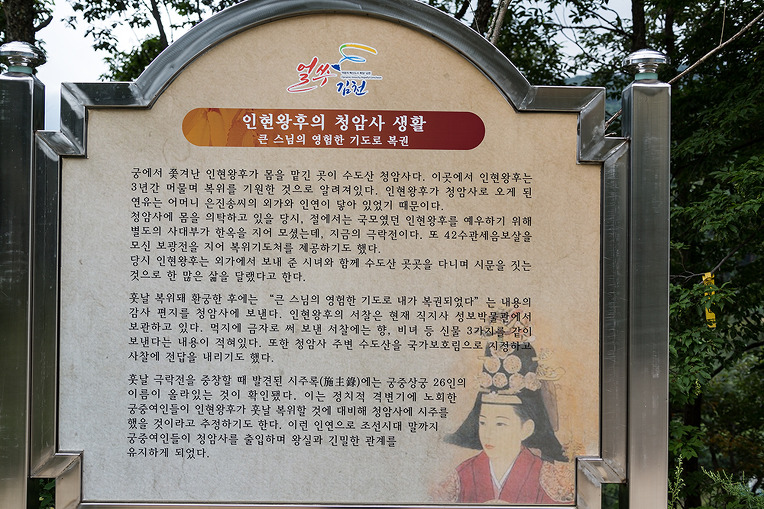 얼쑤
김천
인현왕후의 청암사 생활
큰 스님의 영험한 기도로 복권
궁에서 쫓겨난 인현왕후가 몸을 맡긴 곳이 수도산 청암사다. 이곳에서 인현왕후는
3년간 머물며 복위를 기원한 것으로 알려져있다. 인현왕후가 청암사로 오게 된
연유는 어머니 은진송씨의 외가와 인연이 닿아 있었기 때문이다.
청암사에 몸을 의탁하고 있을 당시, 절에서는 국모였던 인현왕후를 예우하기 위해
별도의 사대부가 한옥을 지어 모셨는데, 지금의 극락전이다. 또 42수관세음보살을
모신 보광전을 지어 복위기도처를 제공하기도 했다.
당시 인현왕후는 외가에서 보내 준 시녀와 함께 수도산 곳곳을 다니며 시문을 짓는
것으로 한 많은 삶을 달랬다고 한다.
훗날 복위돼 환궁한 후에는 “큰 스님의 영험한 기도로 내가 복권되었다”는 내용의
감사 편지를 청암사에 보낸다. 인현왕후의 서찰은 현재 직지사 성보박물관에서
보관하고 있다. 먹지에 금자로 써 보낸 서찰에는 향, 비녀 등 신물 3가지를 같이
보낸다는 내용이 적혀있다. 또한 청암사 주변 수도산을 국가보호림으로 지정하고
사찰에 전답을 내리기도 했다.
훗날 극락전을 중창할 때 발견된 시주록(施主錄)에는 궁중상궁 26인의
이름이 올라있는 것이 확인됐다. 이는 정치적 격변기에 노회한
궁중여인들이 인현왕후가 훗날 복위할 것에 대비해 청암사에 시주를
했을 것이라고 추정하기도 한다. 이런 인연으로 조선시대 말까지
궁중여인들이 청암사를 출입하며 왕실과 긴밀한 관계를
유지하게 되었다.